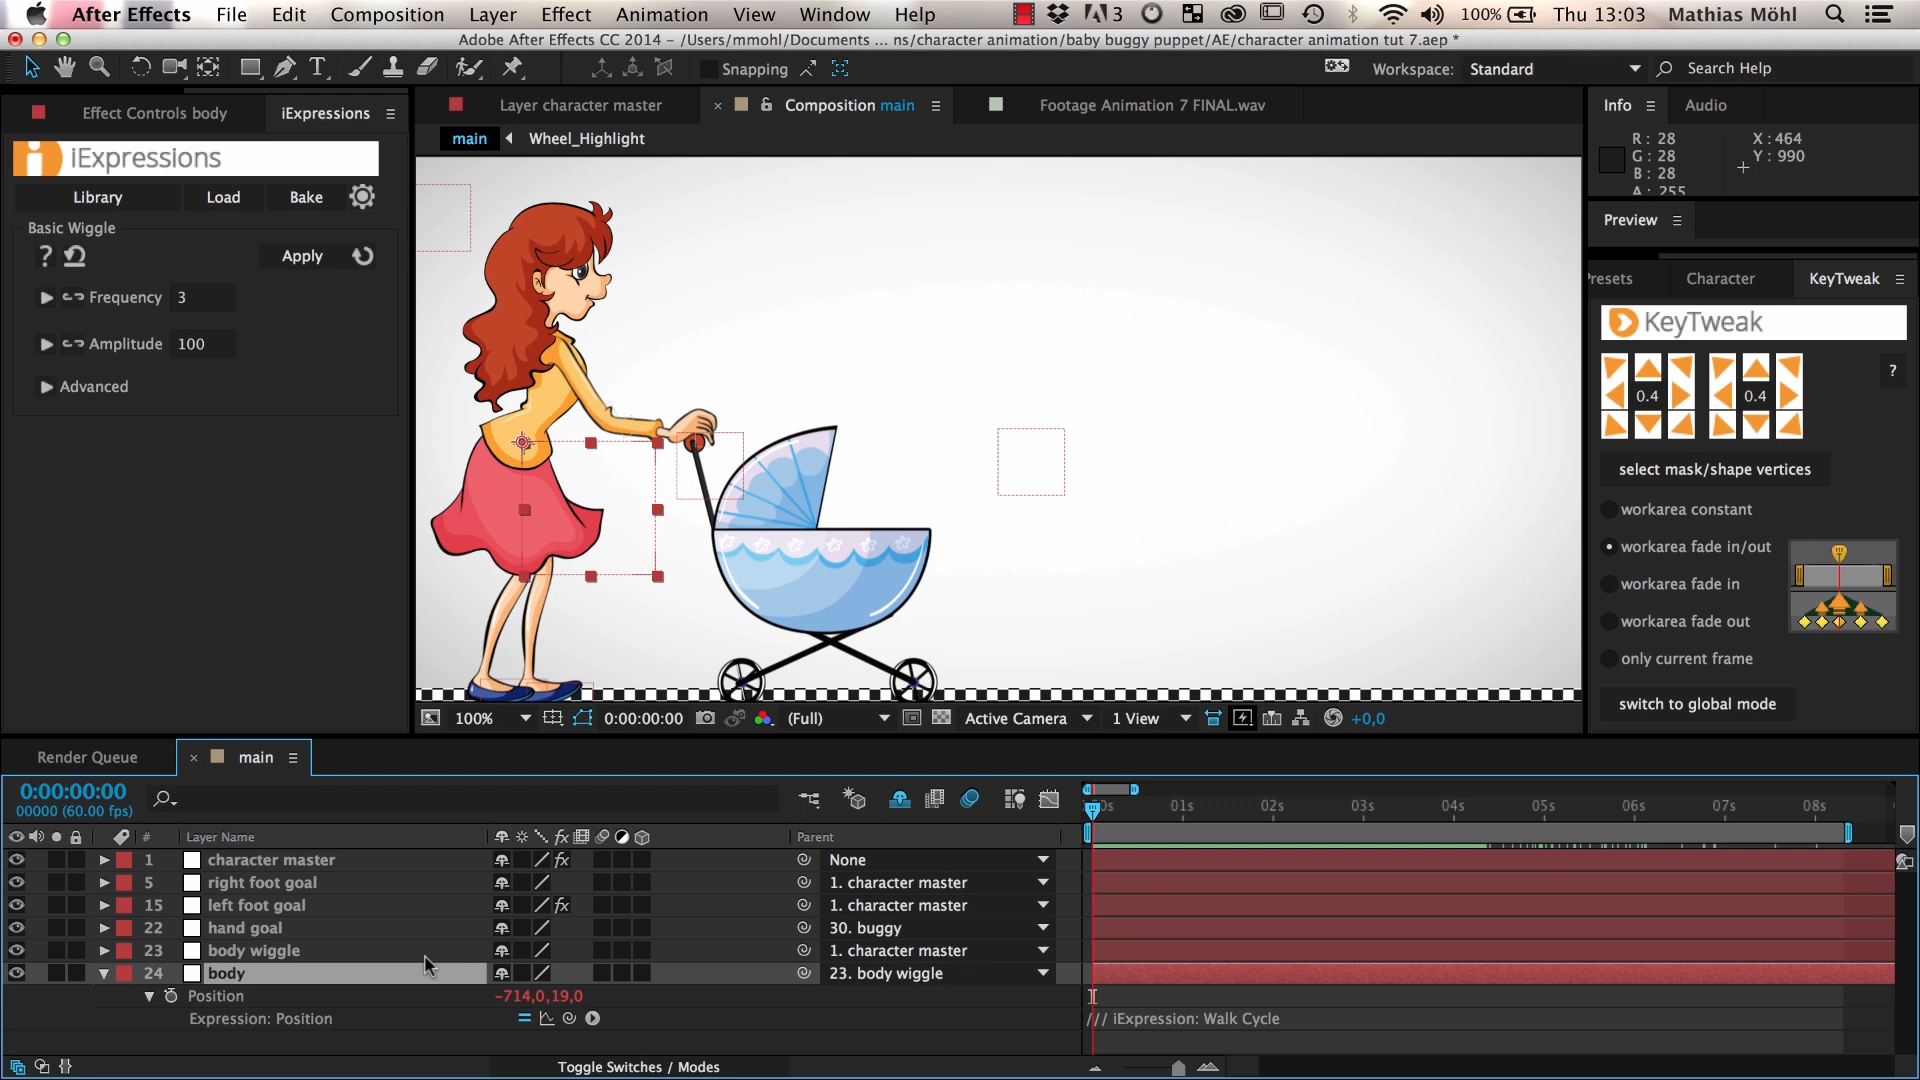 After Effects File Edit Composition Layer Effect Animation View Window Help 3 100% Thu 13:03 Mathias Möhl
Adobe After Effects CC 2014 - /Users/mmohl/Documents ... ns/character animation/baby buggy puppet/AE/character animation tut 7.aep *
Snapping Workspace: Standard Search Help
Effect Controls body iExpressions
Layer character master × Composition main Footage Animation 7 FINAL.wav
Info Audio
main Wheel_Highlight
R : 28 X : 464
G : 28 Y : 990
B : 28
A : 255
iExpressions
Library Load Bake
Basic Wiggle
? Apply
Frequency 3
Amplitude 100
Advanced
Preview
resets Character KeyTweak
KeyTweak
0.4 0.4 ?
select mask/shape vertices
workarea constant
workarea fade in/out
workarea fade in
workarea fade out
only current frame
switch to global mode
100% 0:00:00:00 (Full) Active Camera 1 View +0,0
Render Queue × main
0:00:00:00
00000 (60.00 fps)
01s 02s 03s 04s 05s 06s 07s 08s
# Layer Name fx Parent
1 character master fx None
5 right foot goal 1. character master
15 left foot goal fx 1. character master
22 hand goal 30. buggy
23 body wiggle 1. character master
24 body 23. body wiggle
Position -714,0,19,0
Expression: Position /// iExpression: Walk Cycle
Toggle Switches / Modes